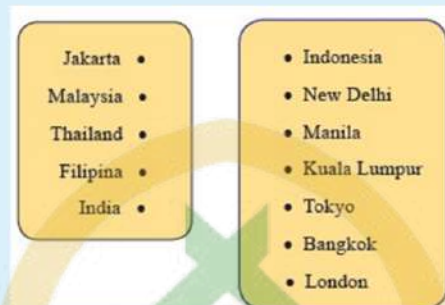 Jakarta •
Malaysia •
Thailand •
Filipina •
India •
• Indonesia
• New Delhi
• Manila
• Kuala Lumpur
• Tokyo
• Bangkok
• London